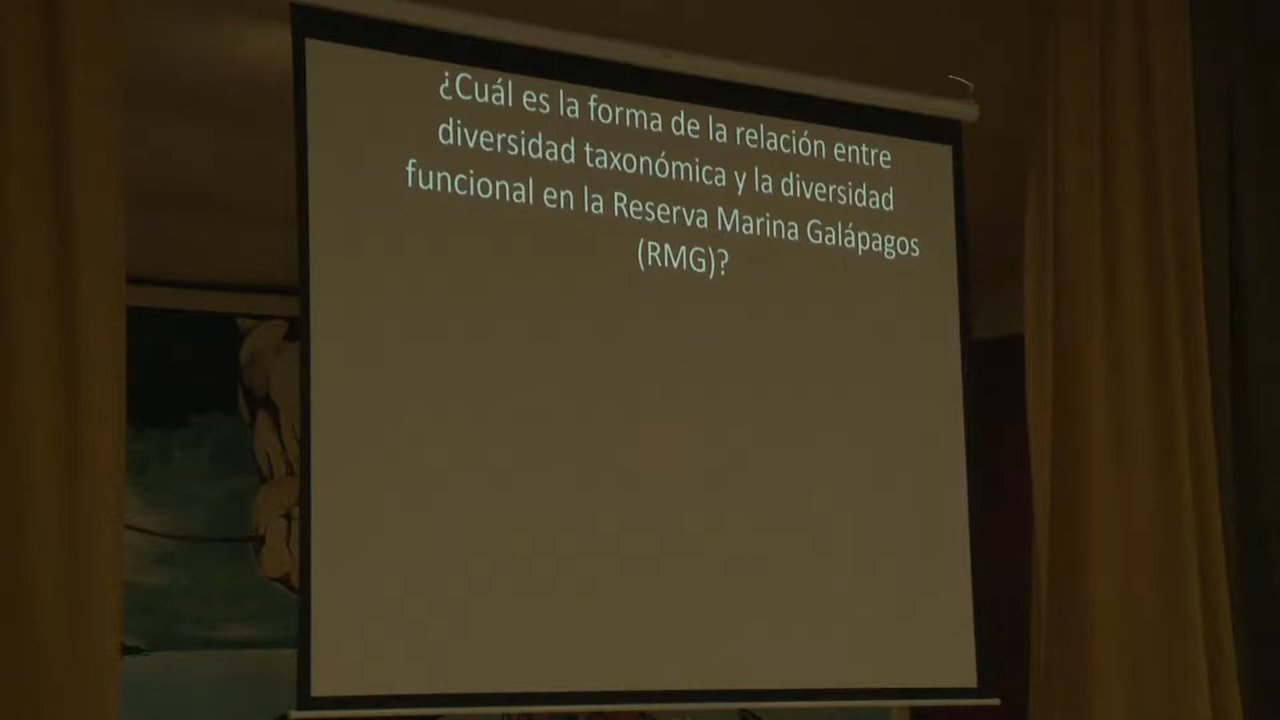 ¿Cuál es la forma de la relación entre
diversidad taxonómica y la diversidad
funcional en la Reserva Marina Galápagos
(RMG)?